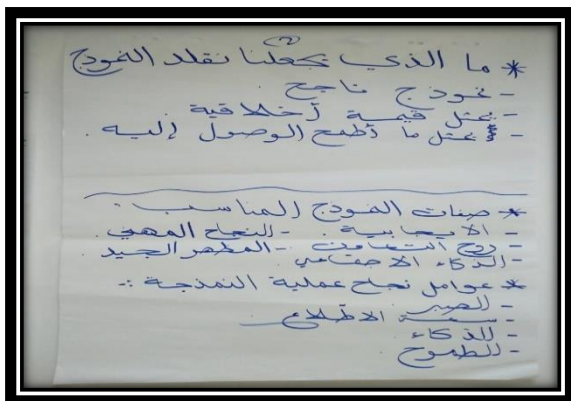 (٢)
* ما الذي يجعلنا نقلد النموذج
- نموذج ناجح
- يمثل قيمة أخلاقية
- يمثل ما أطمح الوصول إليه.
* صفات النموذج المناسب:
- الايجابية. - النجاح المهني.
- روح التعاون - المظهر الجيد
- الذكاء الاجتماعي
* عوامل نجاح عملية النمذجة :-
- الصبر
- سعة الاطلاع
- الذكاء
- الطموح